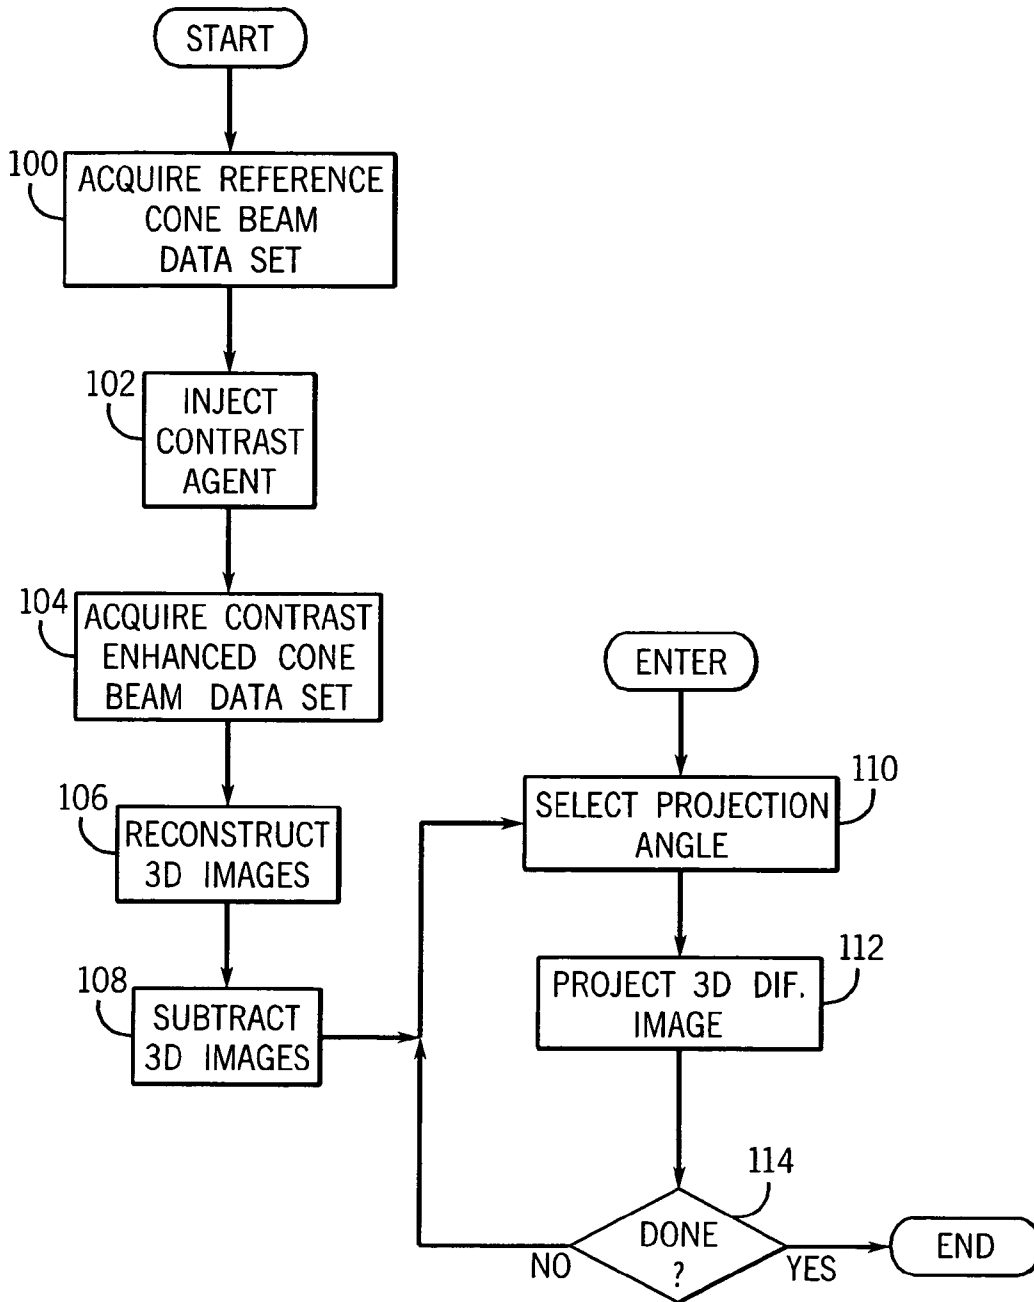 START
100
ACQUIRE REFERENCE
CONE BEAM
DATA SET
102
INJECT
CONTRAST
AGENT
104
ACQUIRE CONTRAST
ENHANCED CONE
BEAM DATA SET
106
RECONSTRUCT
3D IMAGES
108
SUBTRACT
3D IMAGES
ENTER
110
SELECT PROJECTION
ANGLE
112
PROJECT 3D DIF.
IMAGE
114
DONE
?
NO
YES
END